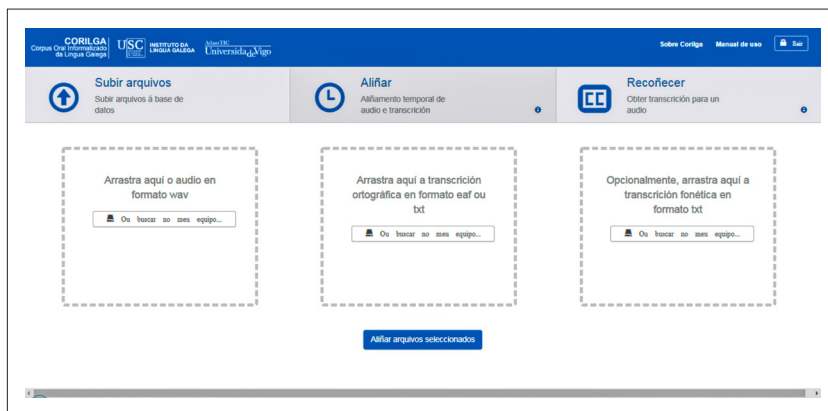 CORILGA
Corpus Oral Informatizado
da Lingua Galega
USC
INSTITUTO DA
LINGUA GALEGA
AtlanTIC
Universida_de_Vigo
Sobre Corilga
Manual de uso
Sair
Subir arquivos
Subir arquivos á base de
datos
Aliñar
Aliñamento temporal de
audio e transcrición
Recoñecer
Obter transcrición para un
audio
Arrastra aquí o audio en
formato wav
Ou buscar no meu equipo...
Arrastra aquí a transcrición
ortográfica en formato eaf ou
txt
Ou buscar no meu equipo...
Opcionalmente, arrastra aquí a
transcrición fonética en
formato txt
Ou buscar no meu equipo...
Aliñar arquivos seleccionados